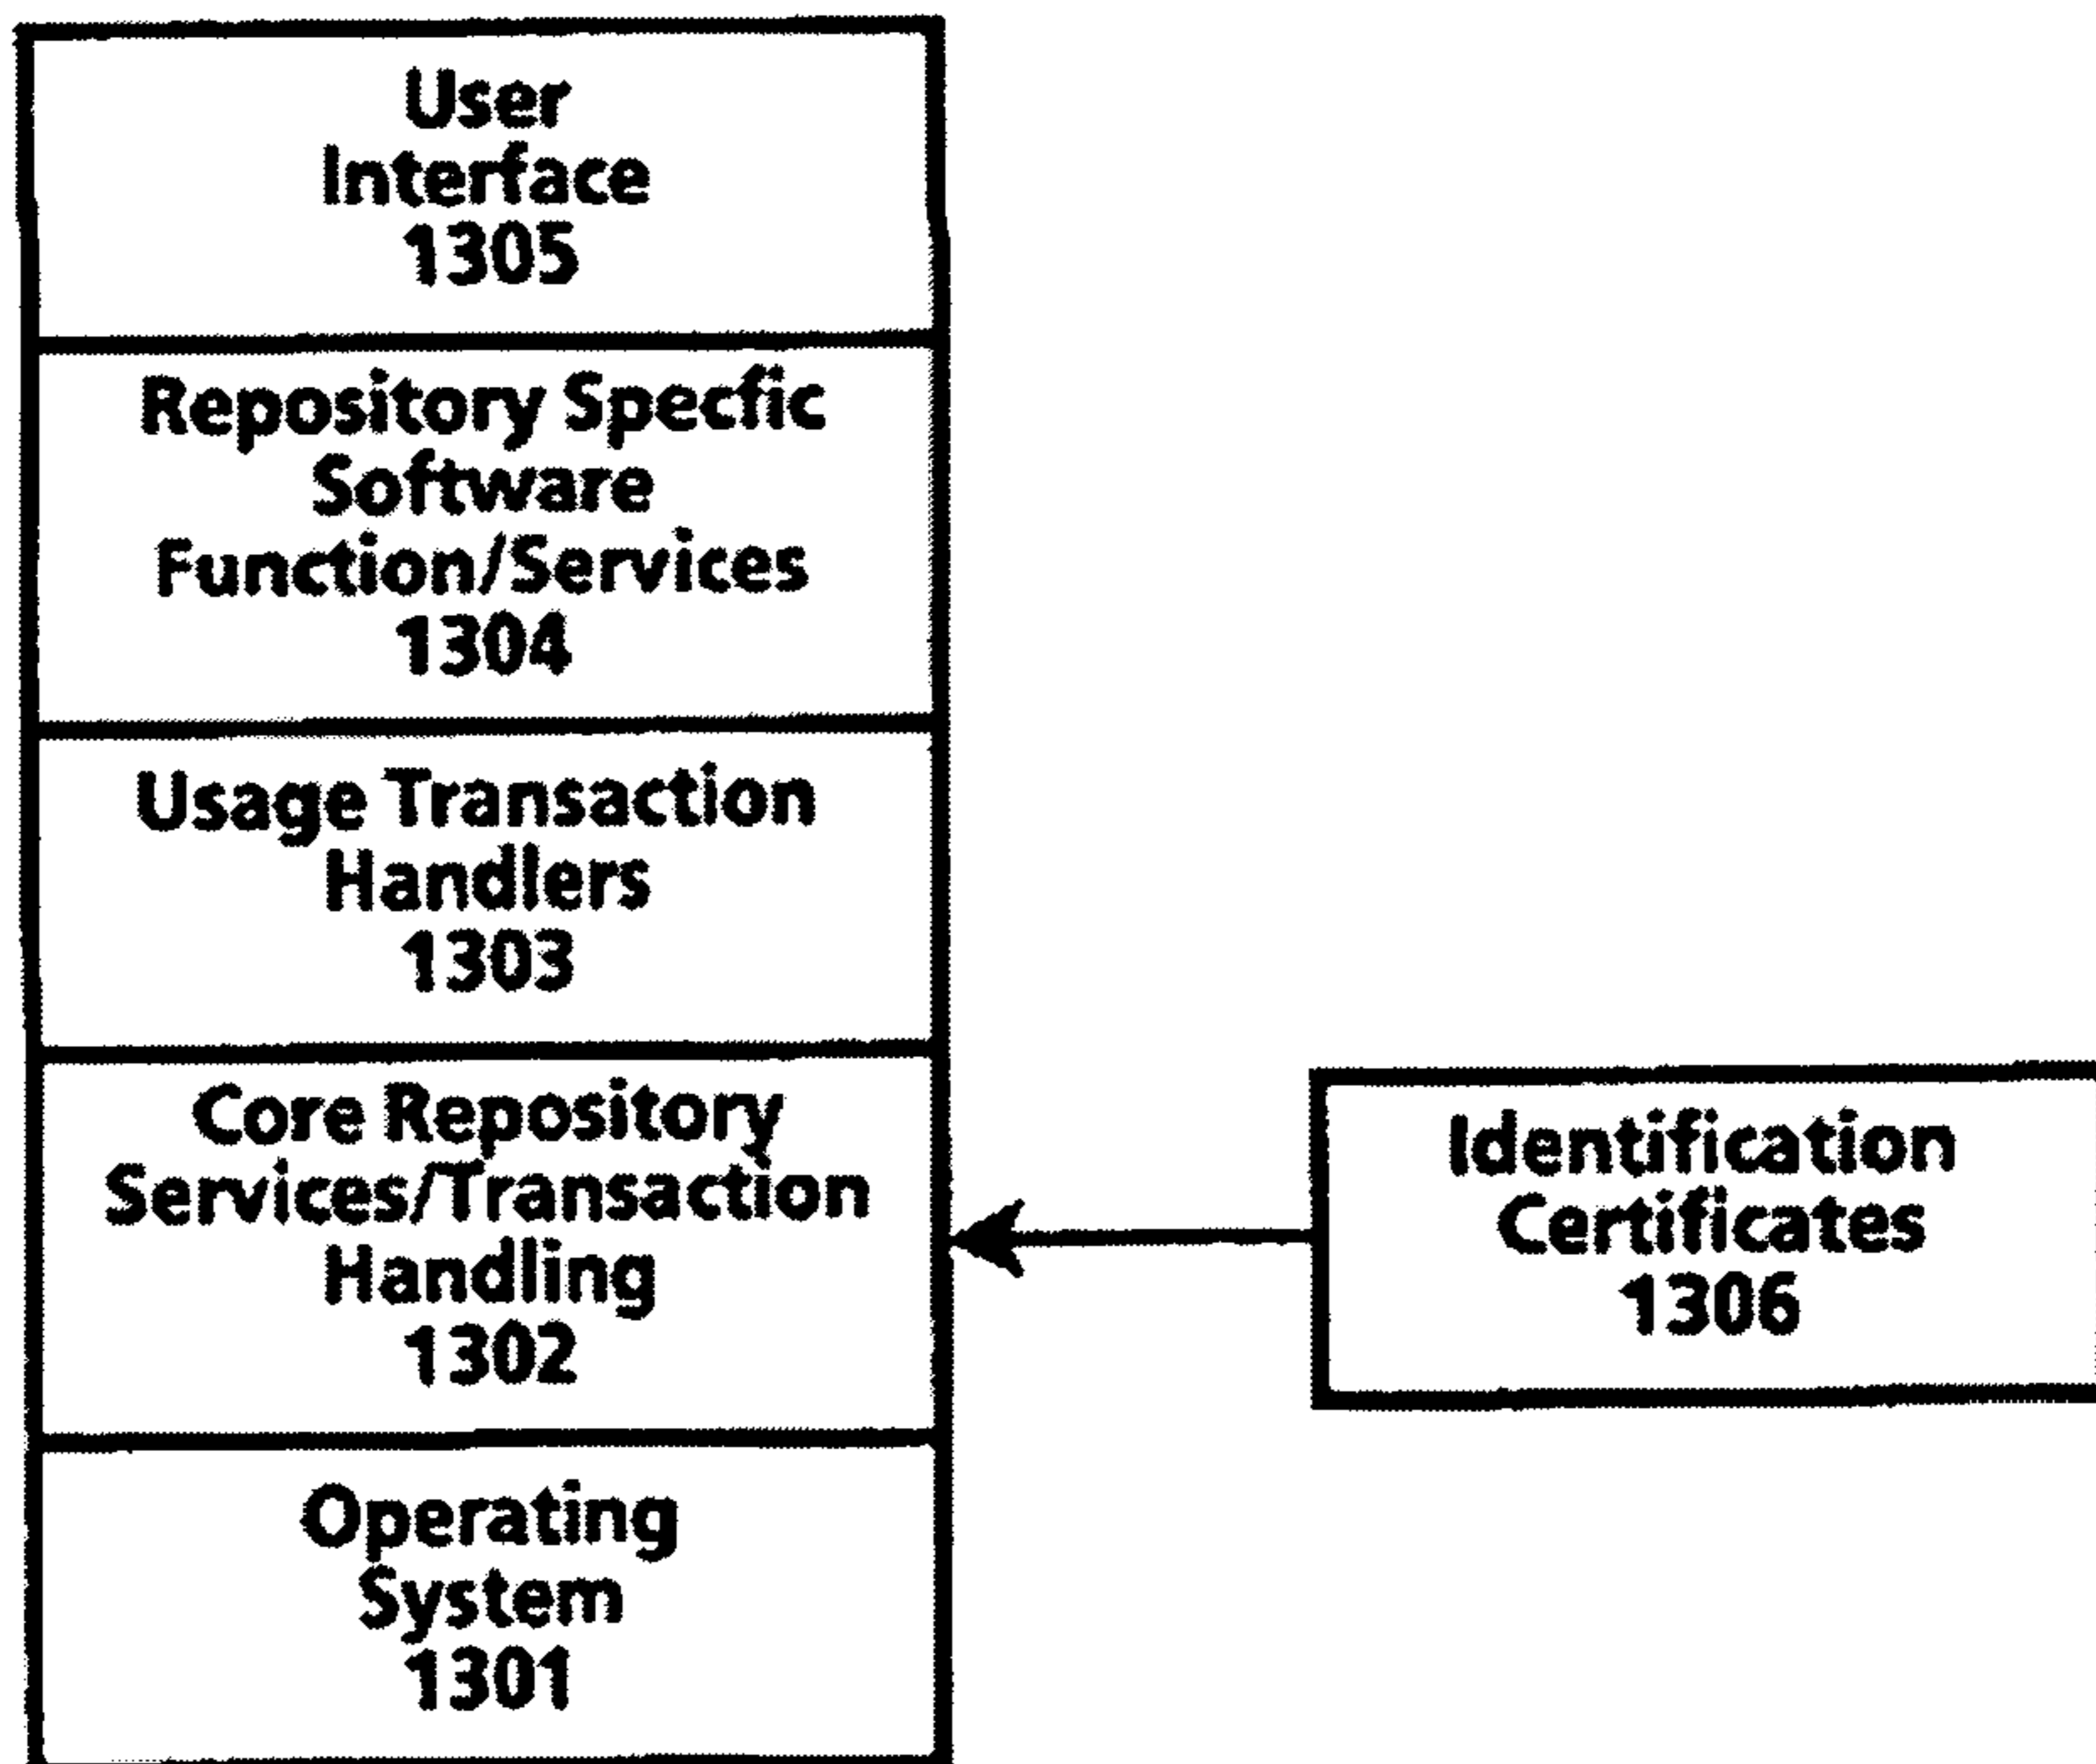 User
Interface
1305
Repository Specfic
Software
Function/Services
1304
Usage Transaction
Handlers
1303
Core Repository
Services/Transaction
Handling
1302
Operating
System
1301
Identification
Certificates
1306